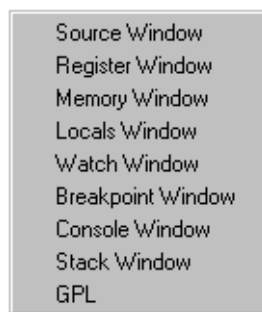 Source Window
Register Window
Memory Window
Locals Window
Watch Window
Breakpoint Window
Console Window
Stack Window
GPL